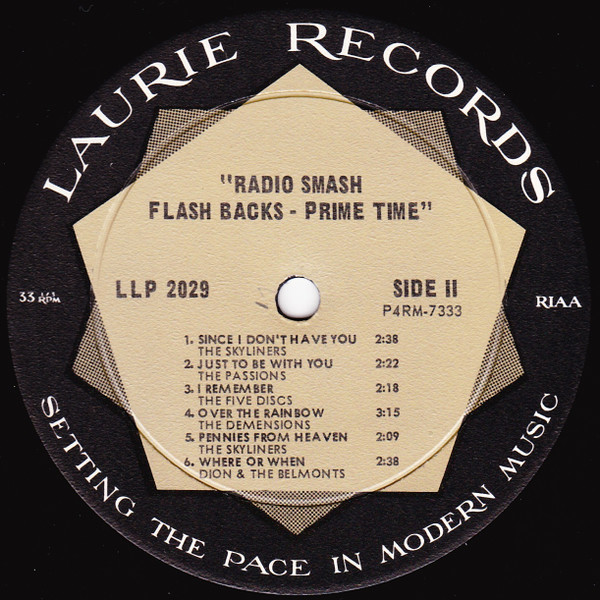 LAURIE RECORDS
"RADIO SMASH
FLASH BACKS - PRIME TIME"
LLP 2029
SIDE II
P4RM-7333
33 1/3 RPM
RIAA
1. SINCE I DON'T HAVE YOU 2:38
THE SKYLINERS
2. JUST TO BE WITH YOU 2:22
THE PASSIONS
3. I REMEMBER 2:18
THE FIVE DISCS
4. OVER THE RAINBOW 3:15
THE DEMENSIONS
5. PENNIES FROM HEAVEN 2:09
THE SKYLINERS
6. WHERE OR WHEN 2:38
DION & THE BELMONTS
SETTING THE PACE IN MODERN MUSIC